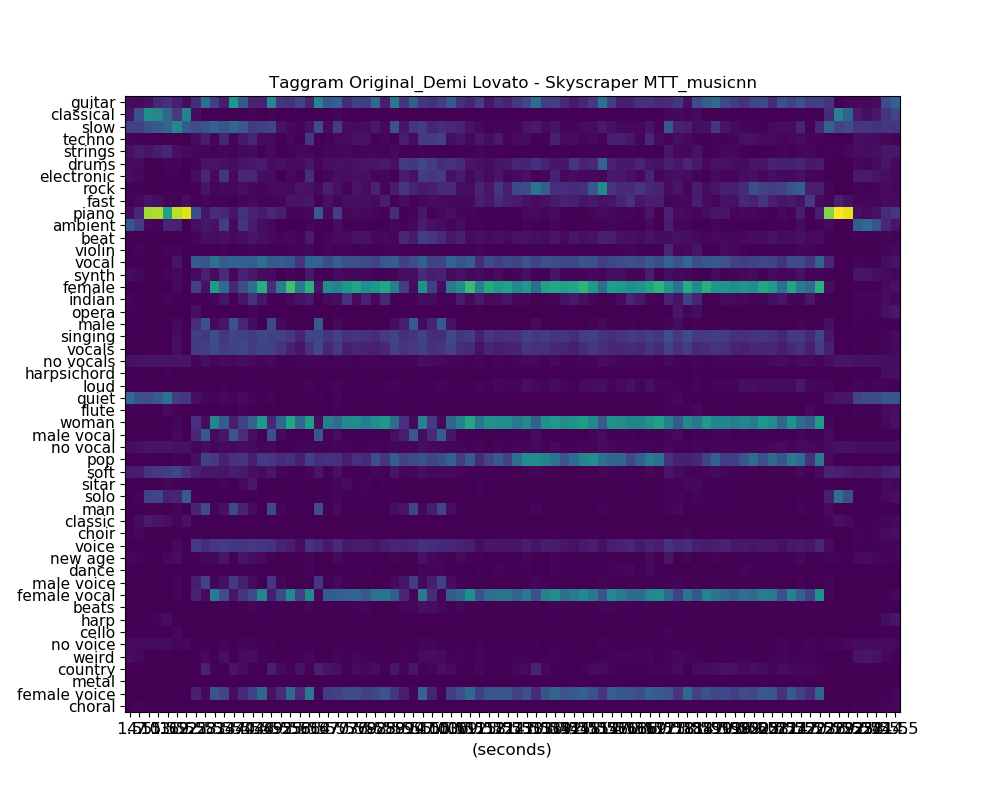 Taggram Original_Demi Lovato - Skyscraper MTT_musicnn
guitar
classical
slow
techno
strings
drums
electronic
rock
fast
piano
ambient
beat
violin
vocal
synth
female
indian
opera
male
singing
vocals
no vocals
harpsichord
loud
quiet
flute
woman
male vocal
no vocal
pop
soft
sitar
solo
man
classic
choir
voice
new age
dance
male voice
female vocal
beats
harp
cello
no voice
weird
country
metal
female voice
choral
(seconds)